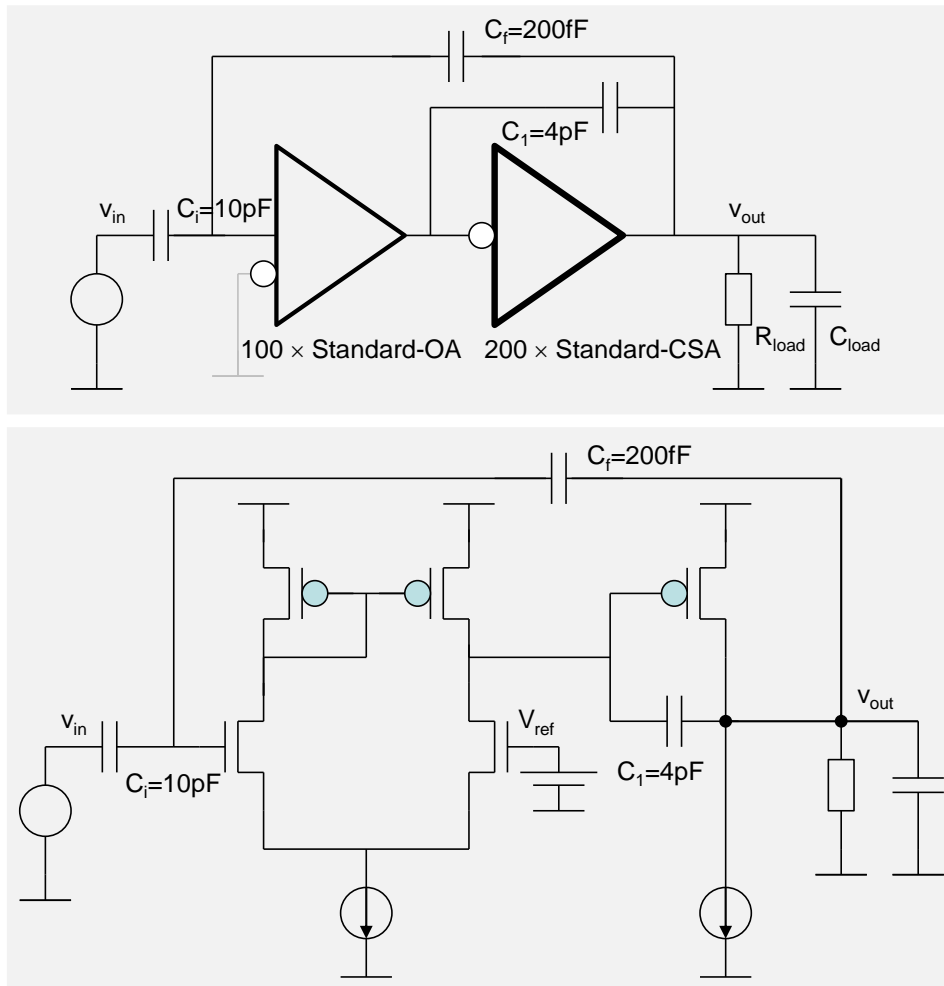 C_f=200fF
C_1=4pF
v_in
C_i=10pF
v_out
100 × Standard-OA
200 × Standard-CSA
R_load
C_load
C_f=200fF
v_in
C_i=10pF
V_ref
C_1=4pF
v_out